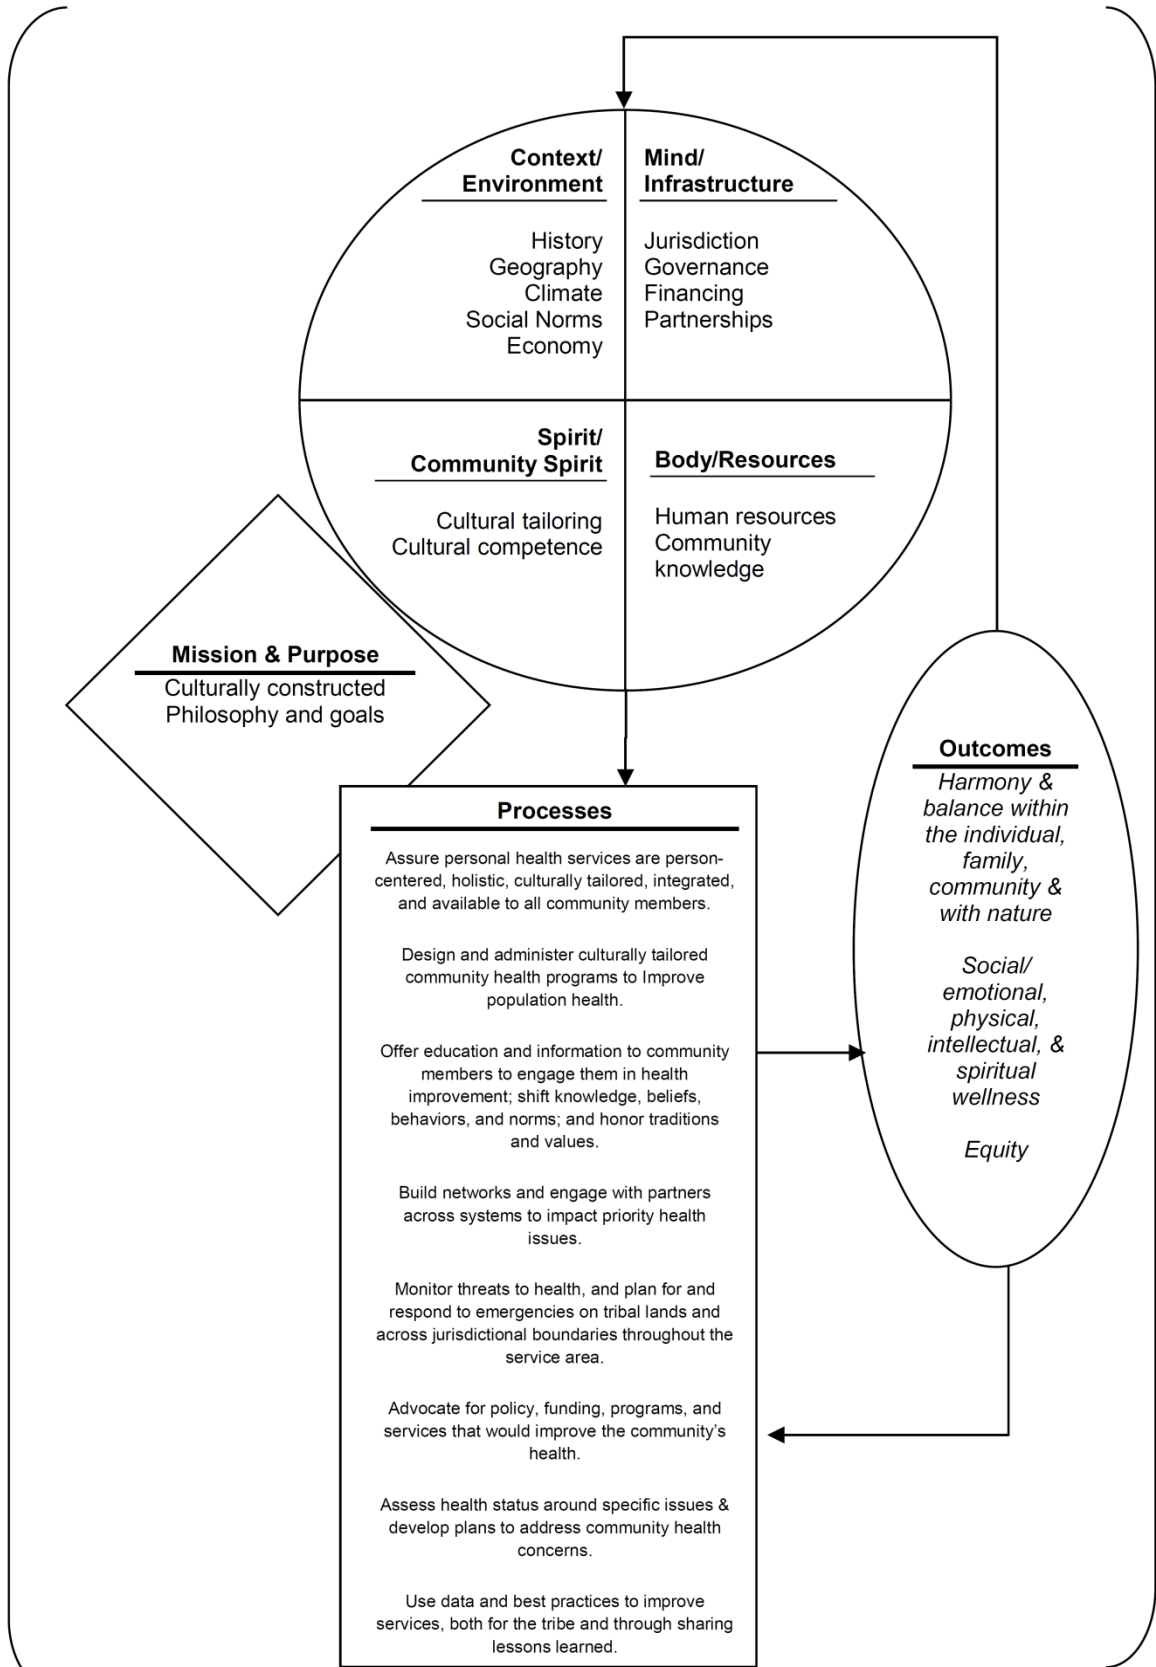 Context/
Environment
History
Geography
Climate
Social Norms
Economy
Mind/
Infrastructure
Jurisdiction
Governance
Financing
Partnerships
Spirit/
Community Spirit
Cultural tailoring
Cultural competence
Body/Resources
Human resources
Community
knowledge
Mission & Purpose
Culturally constructed
Philosophy and goals
Processes
Assure personal health services are person-
centered, holistic, culturally tailored, integrated,
and available to all community members.
Design and administer culturally tailored
community health programs to Improve
population health.
Offer education and information to community
members to engage them in health
improvement; shift knowledge, beliefs,
behaviors, and norms; and honor traditions
and values.
Build networks and engage with partners
across systems to impact priority health
issues.
Monitor threats to health, and plan for and
respond to emergencies on tribal lands and
across jurisdictional boundaries throughout the
service area.
Advocate for policy, funding, programs, and
services that would improve the community's
health.
Assess health status around specific issues &
develop plans to address community health
concerns.
Use data and best practices to improve
services, both for the tribe and through sharing
lessons learned.
Outcomes
Harmony &
balance within
the individual,
family,
community &
with nature
Social/
emotional,
physical,
intellectual, &
spiritual
wellness
Equity